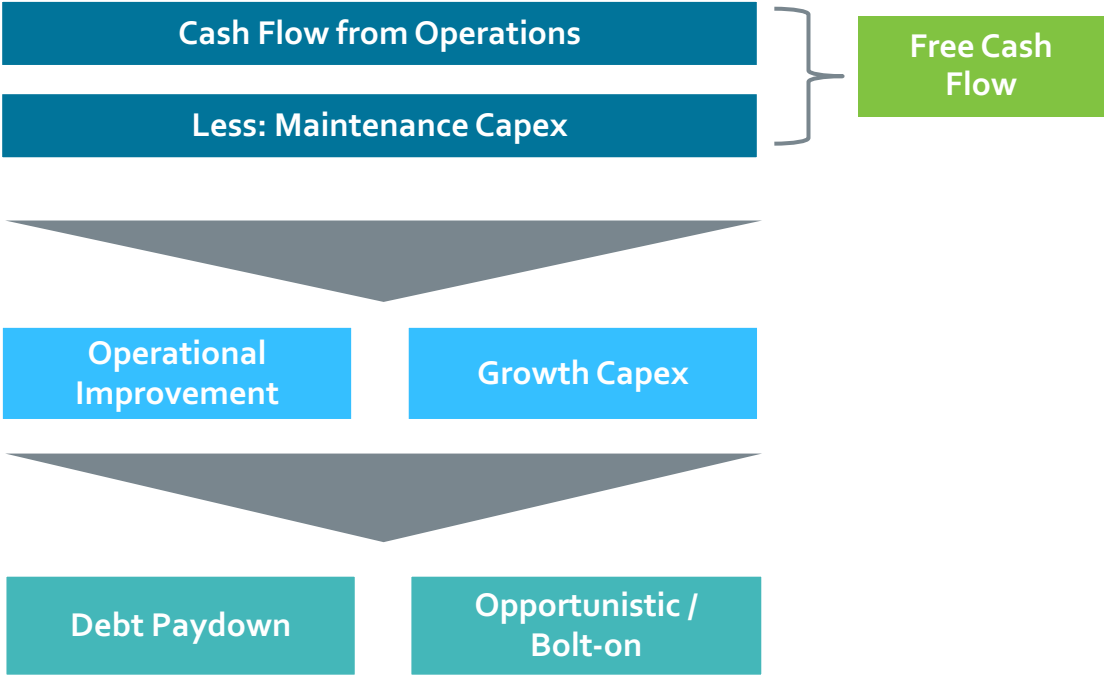 Cash Flow from Operations
Free Cash
Flow
Less: Maintenance Capex
Operational
Improvement
Growth Capex
Debt Paydown
Opportunistic /
Bolt-on